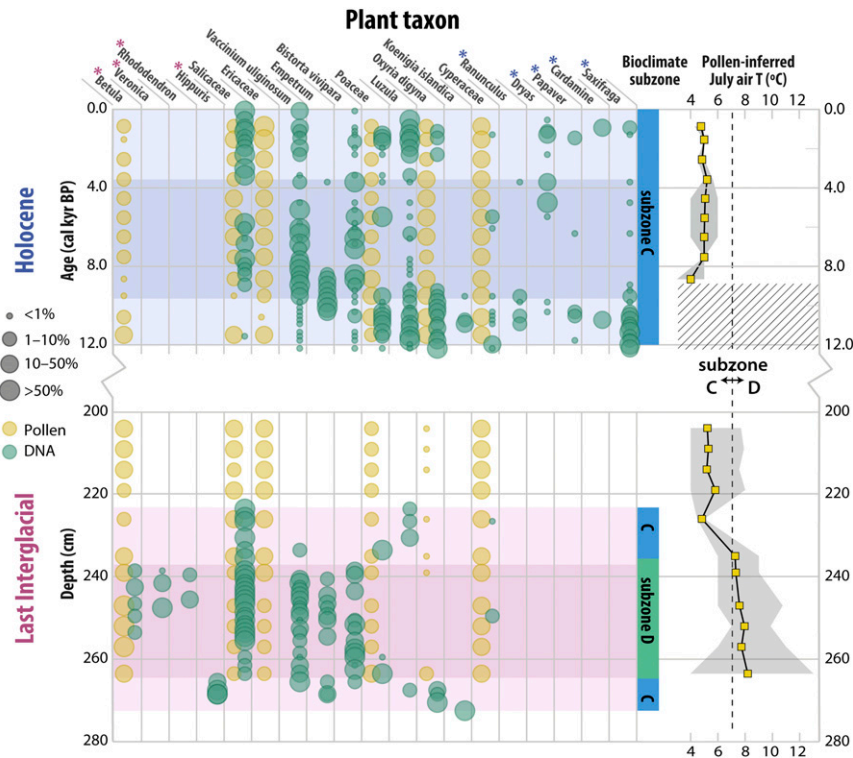 Plant taxon
* Betula
* Veronica
* Rhododendron
* Hippuris
Salicaceae
Ericaceae
Vaccinium uliginosum
Empetrum
Bistorta vivipara
Poaceae
Luzula
Oxyria digyna
Koenigia islandica
Cyperaceae
* Ranunculus
* Dryas
* Papaver
* Cardamine
* Saxifraga
Bioclimate
subzone
Pollen-inferred
July air T (ºC)
4 6 8 10 12
Holocene
Age (cal kyr BP)
0.0
4.0
8.0
12.0
subzone C
0.0
4.0
8.0
12.0
<1%
1–10%
10–50%
>50%
Pollen
DNA
subzone
C D
Last Interglacial
Depth (cm)
200
220
240
260
280
C
subzone D
C
200
220
240
260
280
4 6 8 10 12